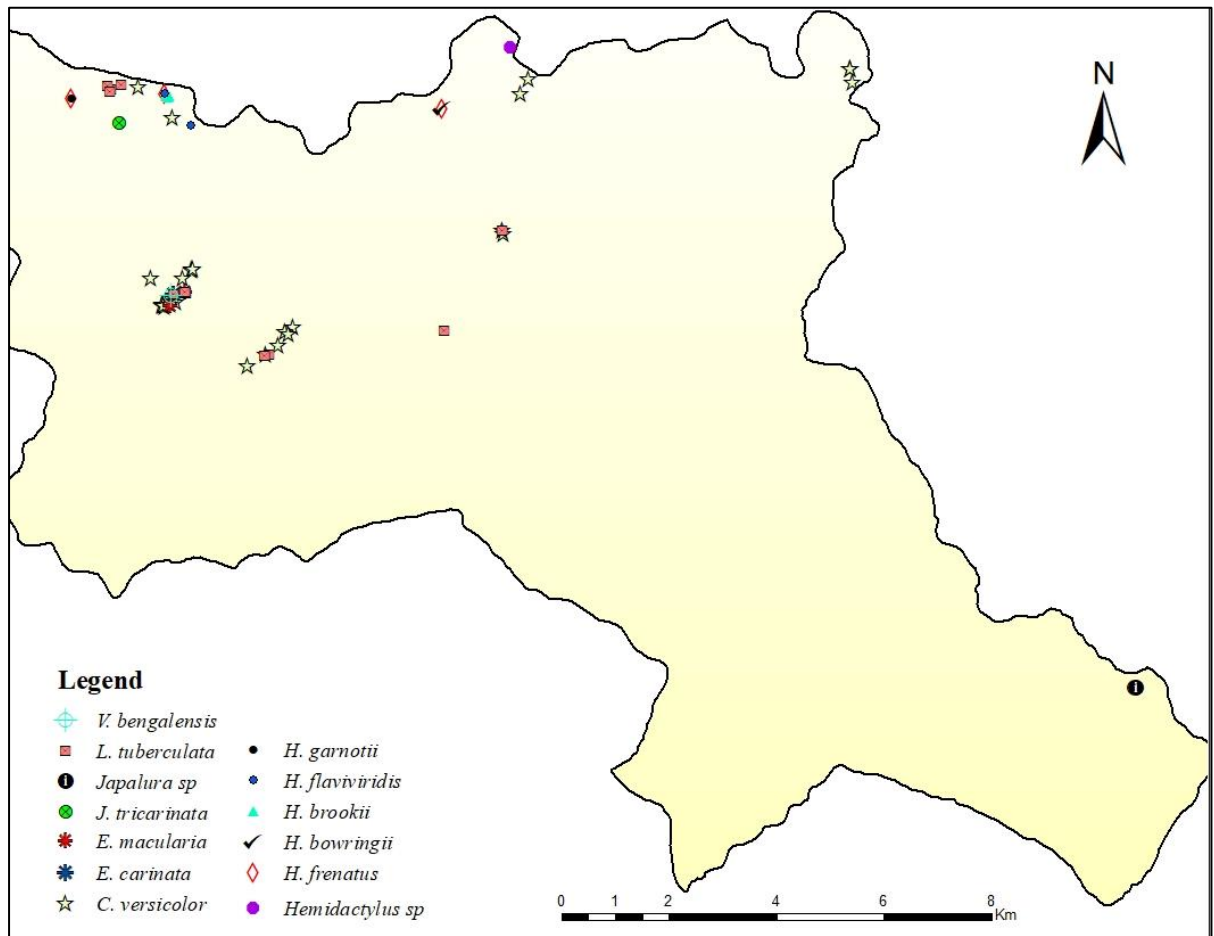 N
Legend
V. bengalensis
L. tuberculata
Japalura sp
J. tricarinata
E. macularia
E. carinata
C. versicolor
H. garnotii
H. flaviviridis
H. brookii
H. bowringii
H. frenatus
Hemidactylus sp
0 1 2 4 6 8 Km